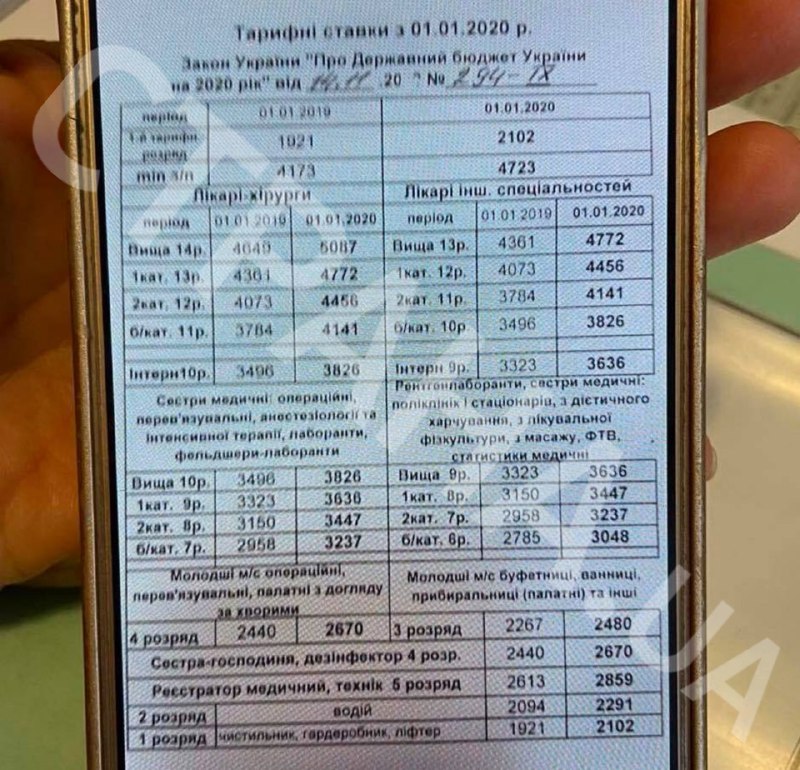 Тарифні ставки з 01.01.2020 р.
Закон України "Про Державний бюджет України
на 2020 рік" від 14.11 20 № 294-IX
період 01.01.2019 01.01.2020
1-й тарифн. розряд 1921 2102
min з/п 4173 4723
Лікарі-хірурги Лікарі інш. спеціальностей
період 01.01.2019 01.01.2020 період 01.01.2019 01.01.2020
Вища 14р. 4649 5087 Вища 13р. 4361 4772
1кат. 13р. 4361 4772 1кат. 12р. 4073 4456
2кат. 12р. 4073 4456 2кат. 11р. 3784 4141
б/кат. 11р. 3784 4141 б/кат. 10р 3496 3826
Інтерн10р. 3496 3826 Інтерн 9р. 3323 3636
Сестри медичні: операційні,
перев'язувальні, анестезіології та
інтенсивної терапії, лаборанти,
фельдшери-лаборанти
Рентгенлаборанти, сестри медичні:
поліклінік і стаціонарів, з дієтичного
харчування, з лікувальної
фізкультури, з масажу, ФТВ,
статистики медичні
Вища 10р. 3496 3826 Вища 9р. 3323 3636
1кат. 9р. 3323 3636 1кат. 8р. 3150 3447
2кат. 8р. 3150 3447 2кат. 7р. 2958 3237
б/кат. 7р. 2958 3237 б/кат. 6р. 2785 3048
Молодші м/с операційні,
перев'язувальні, палатні з догляду
за хворими
Молодші м/с буфетниці, ванниці,
прибиральниці (палатні) та інші
4 розряд 2440 2670 3 розряд 2267 2480
Сестра-господиня, дезінфектор 4 розр. 2440 2670
Реєстратор медичний, технік 5 розряд 2613 2859
2 розряд водій 2094 2291
1 розряд чистильник, гардеробник, ліфтер 1921 2102
СТРАНА.UA